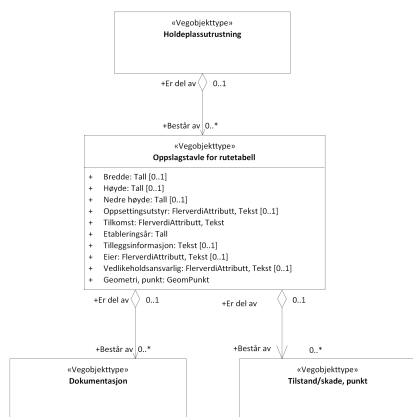 «Vegobjekttype»
Holdeplassutrustning
+Er del av 0..1
+Består av 0..*
«Vegobjekttype»
Oppslagstavle for rutetabell
+ Bredde: Tall [0..1]
+ Høyde: Tall [0..1]
+ Nedre høyde: Tall [0..1]
+ Oppsettingsutstyr: FlerverdiAttributt, Tekst [0..1]
+ Tilkomst: FlerverdiAttributt, Tekst
+ Etableringsår: Tall
+ Tilleggsinformasjon: Tekst [0..1]
+ Eier: FlerverdiAttributt, Tekst [0..1]
+ Vedlikeholdsansvarlig: FlerverdiAttributt, Tekst [0..1]
+ Geometri, punkt: GeomPunkt
+Er del av 0..1 +Er del av 0..1
+Består av 0..* +Består av 0..*
«Vegobjekttype» «Vegobjekttype»
Dokumentasjon Tilstand/skade, punkt